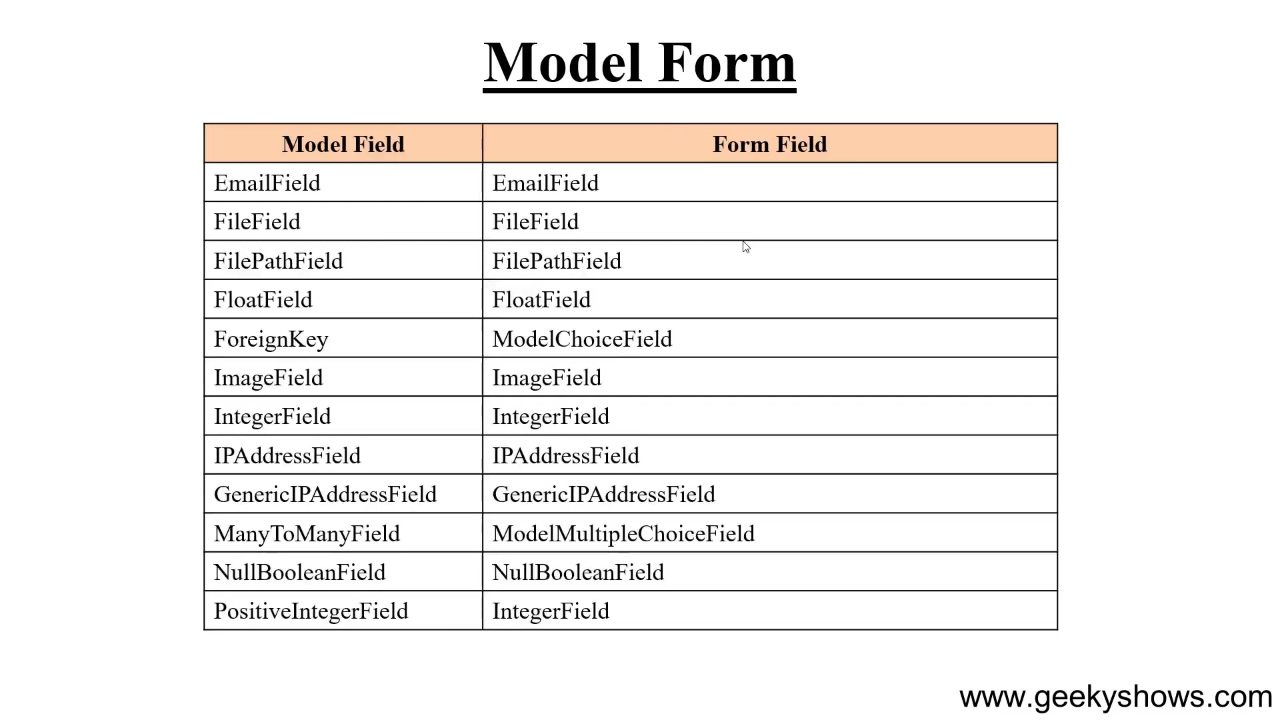 Model Form
Model Field Form Field
EmailField EmailField
FileField FileField
FilePathField FilePathField
FloatField FloatField
ForeignKey ModelChoiceField
ImageField ImageField
IntegerField IntegerField
IPAddressField IPAddressField
GenericIPAddressField GenericIPAddressField
ManyToManyField ModelMultipleChoiceField
NullBooleanField NullBooleanField
PositiveIntegerField IntegerField
www.geekyshows.com